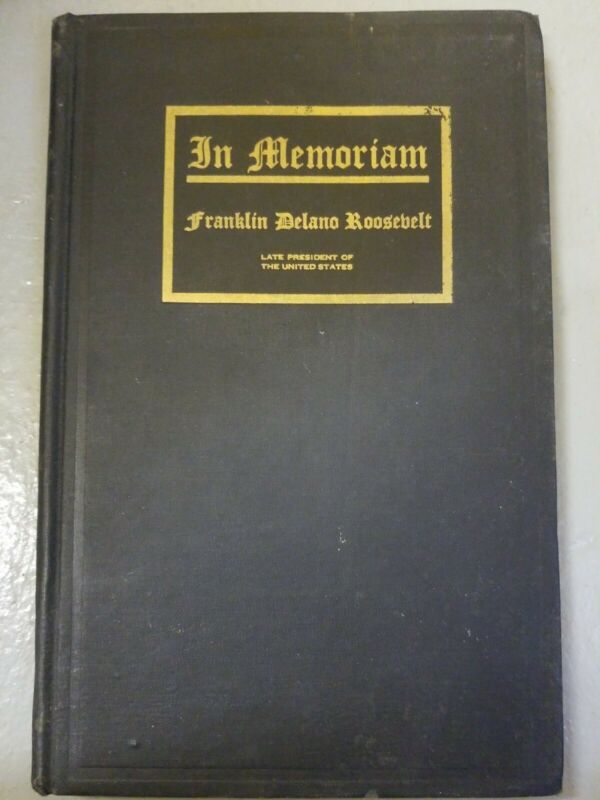 In Memoriam
Franklin Delano Roosevelt
LATE PRESIDENT OF
THE UNITED STATES